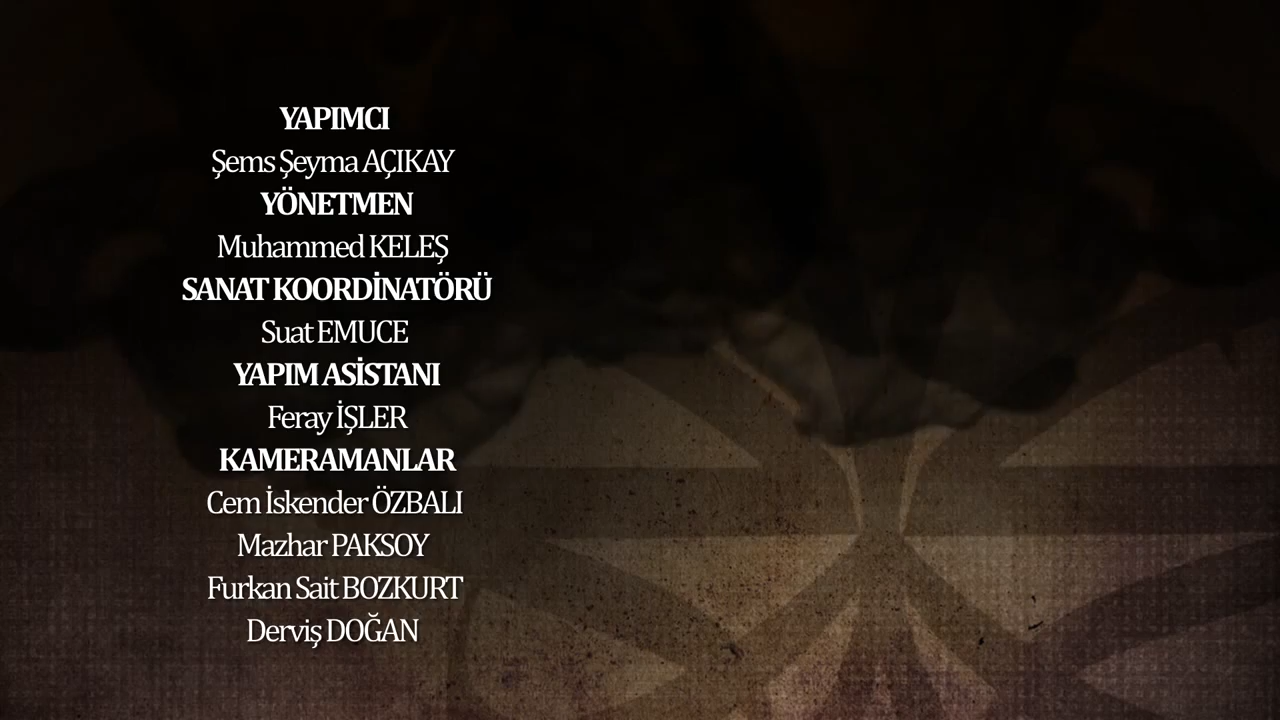 YAPIMCI
Şems Şeyma AÇIKAY
YÖNETMEN
Muhammed KELEŞ
SANAT KOORDİNATÖRÜ
Suat EMUCE
YAPIM ASİSTANI
Feray İŞLER
KAMERAMANLAR
Cem İskender ÖZBALI
Mazhar PAKSOY
Furkan Sait BOZKURT
Derviş DOĞAN